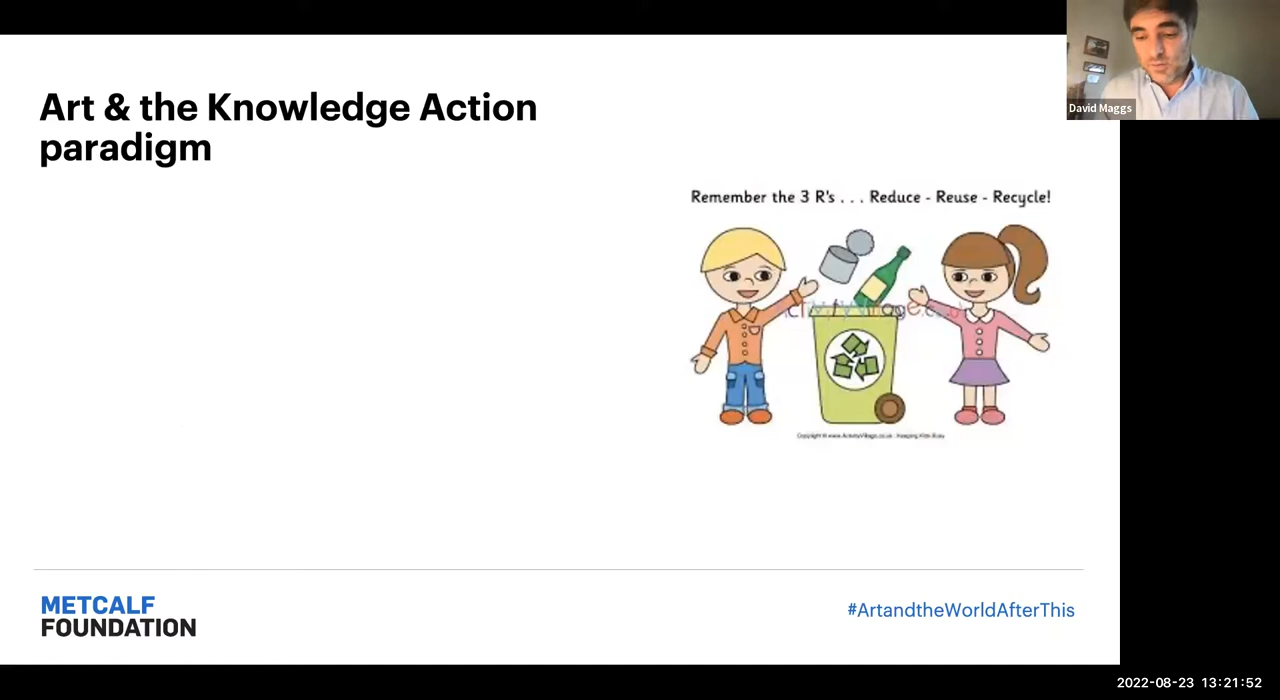 David Maggs
Art & the Knowledge Action
paradigm
Remember the 3 R's . . . Reduce - Reuse - Recycle!
METCALF
FOUNDATION
#ArtandtheWorldAfterThis
2022-08-23 13:21:52